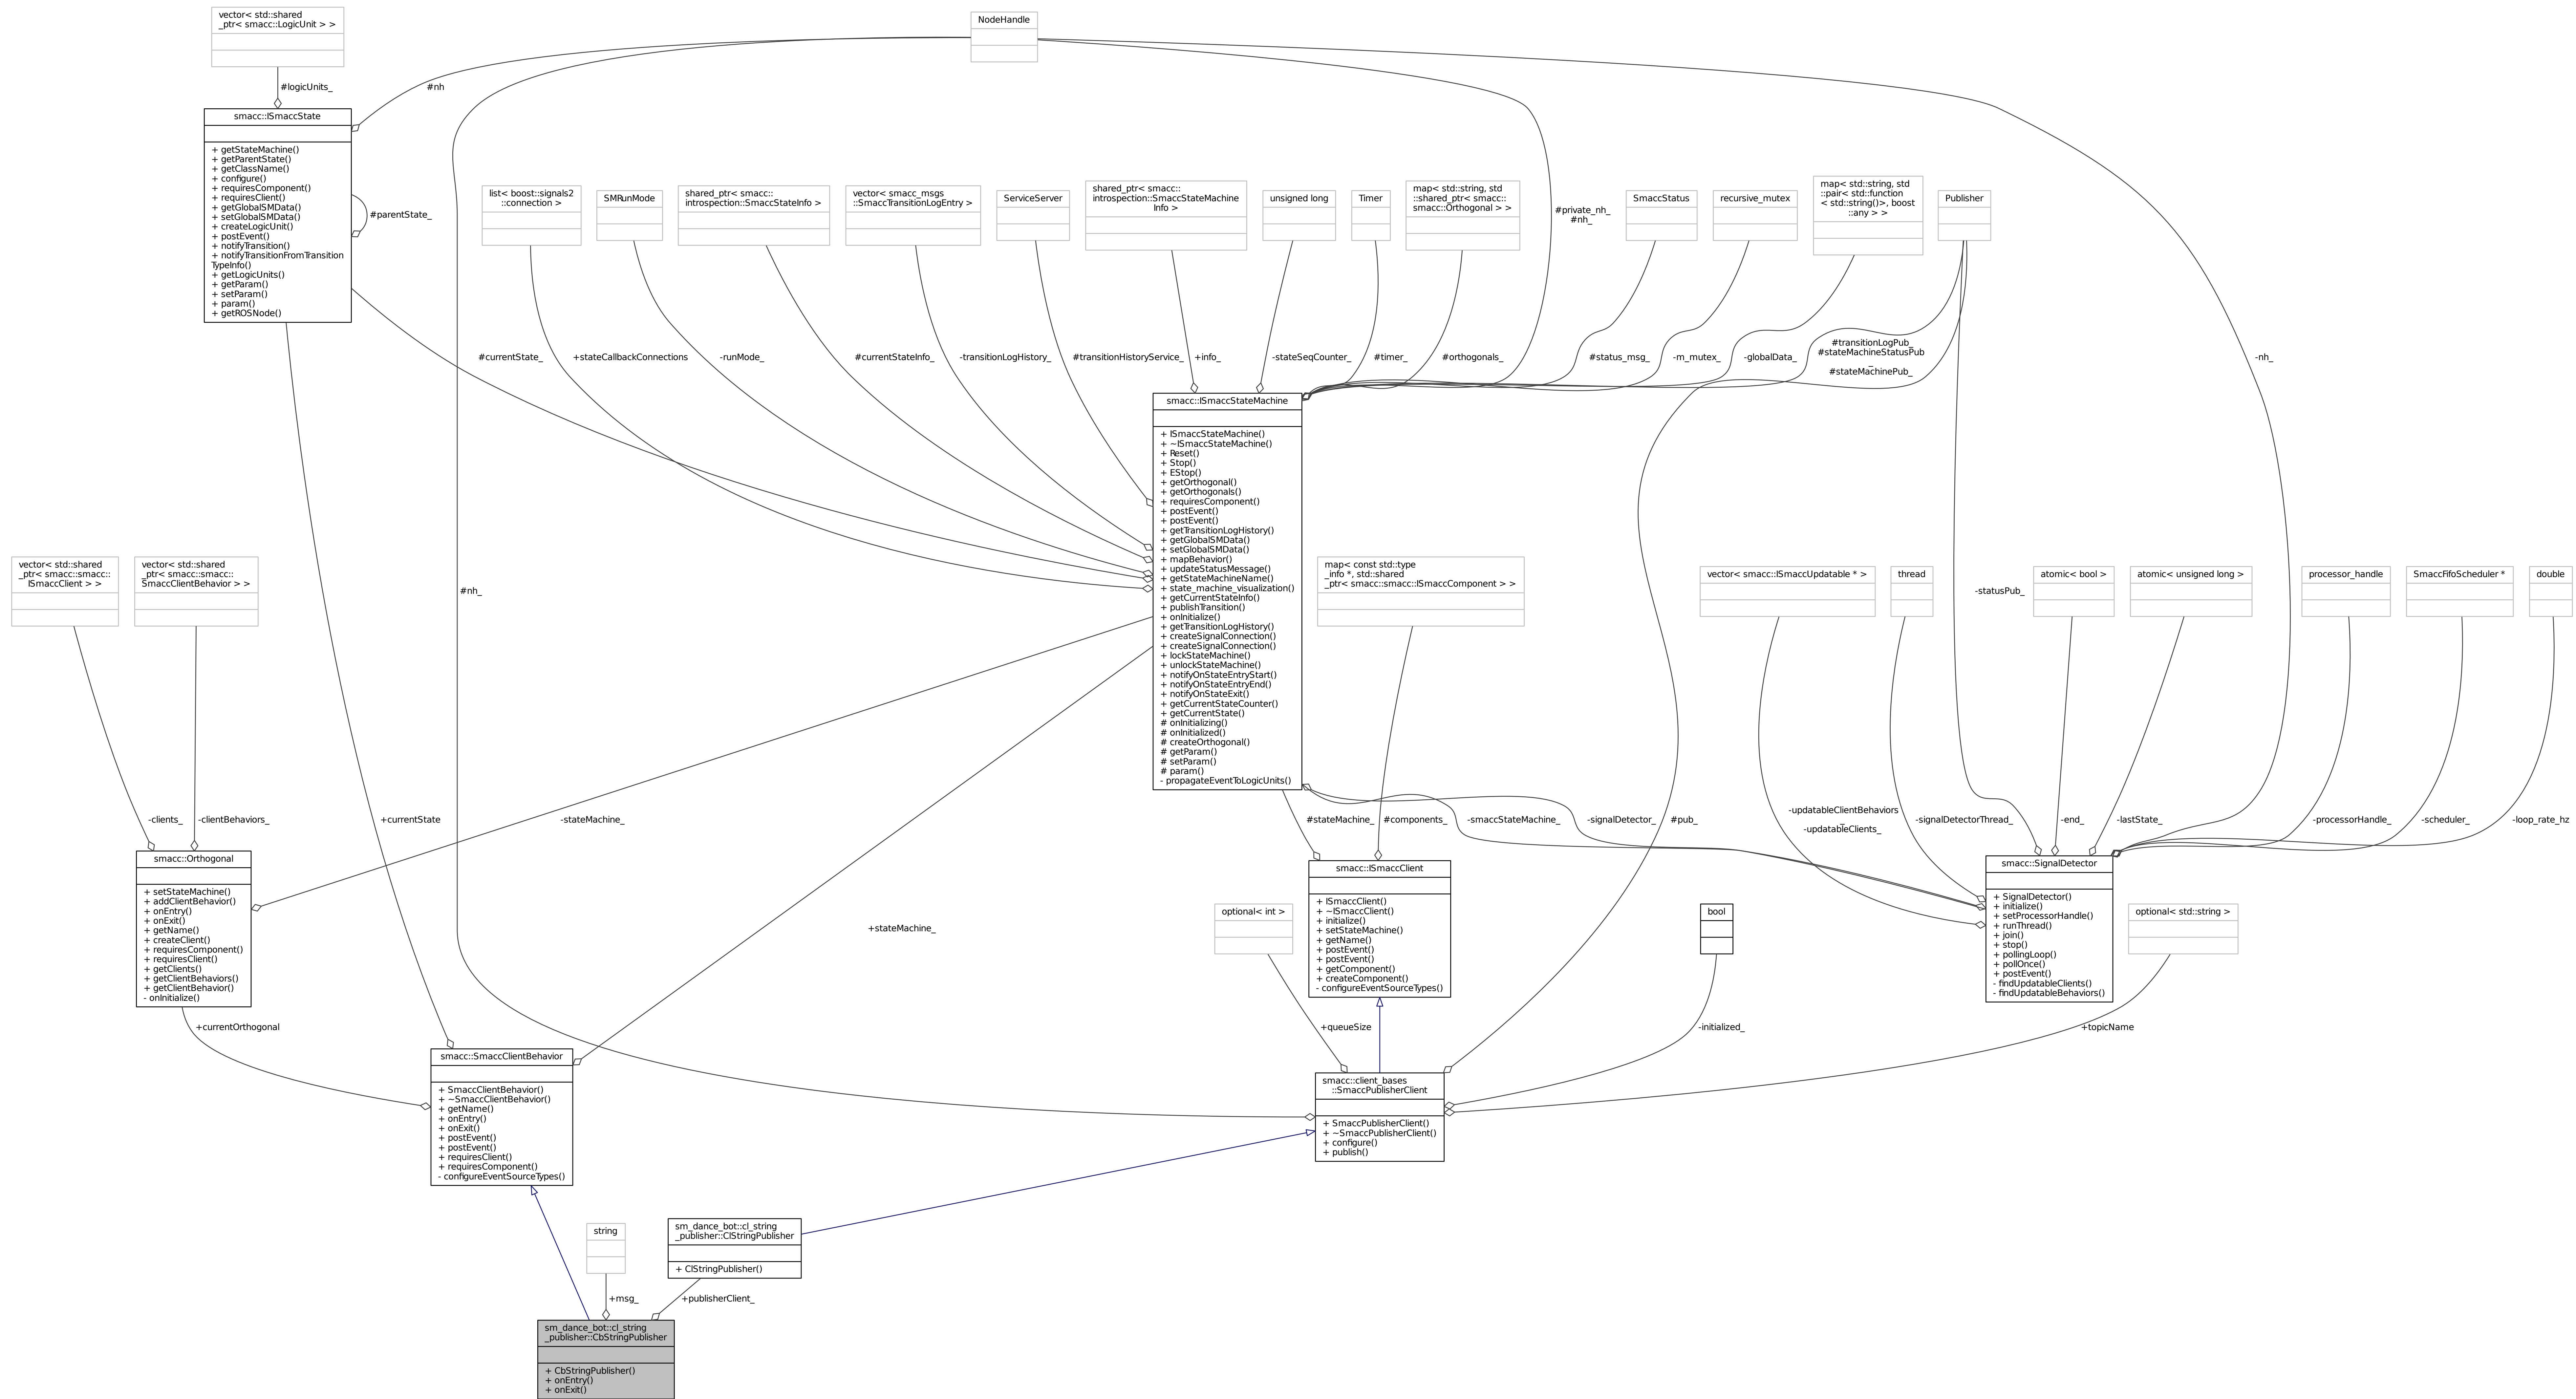 vector< std::shared
_ptr< smacc::LogicUnit > >
NodeHandle
#logicUnits_
#nh
smacc::ISmaccState
+ getStateMachine()
+ getParentState()
+ getClassName()
+ configure()
+ requiresComponent()
+ requiresClient()
+ getGlobalSMData()
+ setGlobalSMData()
+ createLogicUnit()
+ postEvent()
+ notifyTransition()
+ notifyTransitionFromTransition
TypeInfo()
+ getLogicUnits()
+ getParam()
+ setParam()
+ param()
+ getROSNode()
#parentState_
list< boost::signals2
::connection >
SMRunMode
shared_ptr< smacc::
introspection::SmaccStateInfo >
vector< smacc_msgs
::SmaccTransitionLogEntry >
ServiceServer
shared_ptr< smacc::
introspection::SmaccStateMachine
Info >
unsigned long
Timer
map< std::string, std
::shared_ptr< smacc::
smacc::Orthogonal > >
#private_nh_
#nh_
SmaccStatus
recursive_mutex
map< std::string, std
::pair< std::function
< std::string()>, boost
::any > >
Publisher
#currentState_
+stateCallbackConnections
-runMode_
#currentStateInfo_
-transitionLogHistory_
#transitionHistoryService_
+info_
-stateSeqCounter_
#timer_
#orthogonals_
#status_msg_
-m_mutex_
-globalData_
#transitionLogPub_
#stateMachineStatusPub
_
#stateMachinePub_
-nh_
smacc::ISmaccStateMachine
+ ISmaccStateMachine()
+ ~ISmaccStateMachine()
+ Reset()
+ Stop()
+ EStop()
+ getOrthogonal()
+ getOrthogonals()
+ requiresComponent()
+ postEvent()
+ postEvent()
+ getTransitionLogHistory()
+ getGlobalSMData()
+ setGlobalSMData()
+ mapBehavior()
+ updateStatusMessage()
+ getStateMachineName()
+ state_machine_visualization()
+ getCurrentStateInfo()
+ publishTransition()
+ onInitialize()
+ getTransitionLogHistory()
+ createSignalConnection()
+ createSignalConnection()
+ lockStateMachine()
+ unlockStateMachine()
+ notifyOnStateEntryStart()
+ notifyOnStateEntryEnd()
+ notifyOnStateExit()
+ getCurrentStateCounter()
+ getCurrentState()
# onInitializing()
# onInitialized()
# createOrthogonal()
# getParam()
# setParam()
# param()
- propagateEventToLogicUnits()
vector< std::shared
_ptr< smacc::smacc::
ISmaccClient > >
vector< std::shared
_ptr< smacc::smacc::
SmaccClientBehavior > >
#nh_
map< const std::type
_info *, std::shared
_ptr< smacc::smacc::ISmaccComponent > >
vector< smacc::ISmaccUpdatable * >
thread
-statusPub_
atomic< bool >
atomic< unsigned long >
processor_handle
SmaccFifoScheduler *
double
-clients_
-clientBehaviors_
+currentState
-stateMachine_
#stateMachine_
#components_
-smaccStateMachine_
-signalDetector_
#pub_
-updatableClientBehaviors
_
-updatableClients_
-signalDetectorThread_
-end_
-lastState_
-processorHandle_
-scheduler_
-loop_rate_hz
smacc::Orthogonal
+ setStateMachine()
+ addClientBehavior()
+ onEntry()
+ onExit()
+ getName()
+ createClient()
+ requiresComponent()
+ requiresClient()
+ getClients()
+ getClientBehaviors()
+ getClientBehavior()
- onInitialize()
+stateMachine_
smacc::ISmaccClient
+ ISmaccClient()
+ ~ISmaccClient()
+ initialize()
+ setStateMachine()
+ getName()
+ postEvent()
+ postEvent()
+ getComponent()
+ createComponent()
- configureEventSourceTypes()
optional< int >
bool
smacc::SignalDetector
+ SignalDetector()
+ initialize()
+ setProcessorHandle()
+ runThread()
+ join()
+ stop()
+ pollingLoop()
+ pollOnce()
+ postEvent()
- findUpdatableClients()
- findUpdatableBehaviors()
optional< std::string >
+currentOrthogonal
+queueSize
-initialized_
+topicName
smacc::SmaccClientBehavior
+ SmaccClientBehavior()
+ ~SmaccClientBehavior()
+ getName()
+ onEntry()
+ onExit()
+ postEvent()
+ postEvent()
+ requiresClient()
+ requiresComponent()
- configureEventSourceTypes()
smacc::client_bases
::SmaccPublisherClient
+ SmaccPublisherClient()
+ ~SmaccPublisherClient()
+ configure()
+ publish()
string
sm_dance_bot::cl_string
_publisher::ClStringPublisher
+ ClStringPublisher()
+msg_
+publisherClient_
sm_dance_bot::cl_string
_publisher::CbStringPublisher
+ CbStringPublisher()
+ onEntry()
+ onExit()